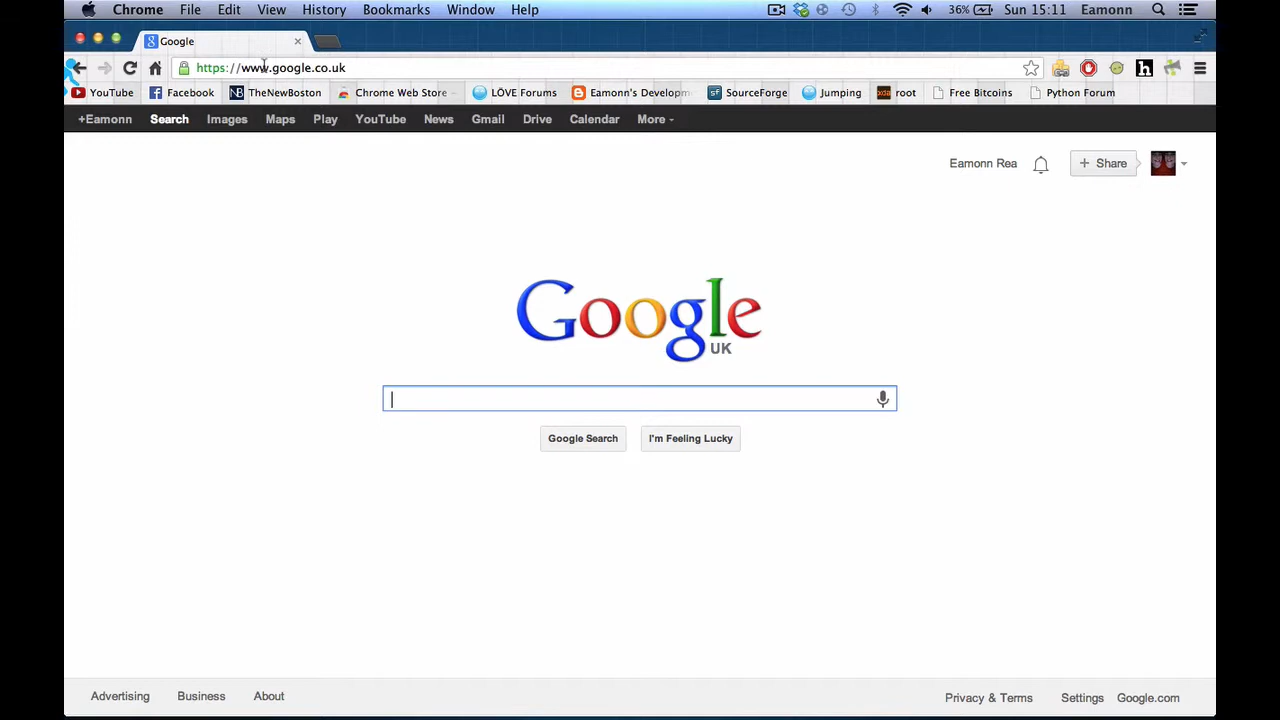 Chrome File Edit View History Bookmarks Window Help 36% Sun 15:11 Eamonn
Google
https://www.google.co.uk
YouTube Facebook TheNewBoston Chrome Web Store LÖVE Forums Eamonn's Developm SourceForge Jumping root Free Bitcoins Python Forum
+Eamonn Search Images Maps Play YouTube News Gmail Drive Calendar More
Eamonn Rea + Share
Google
UK
Google Search I'm Feeling Lucky
Advertising Business About Privacy & Terms Settings Google.com